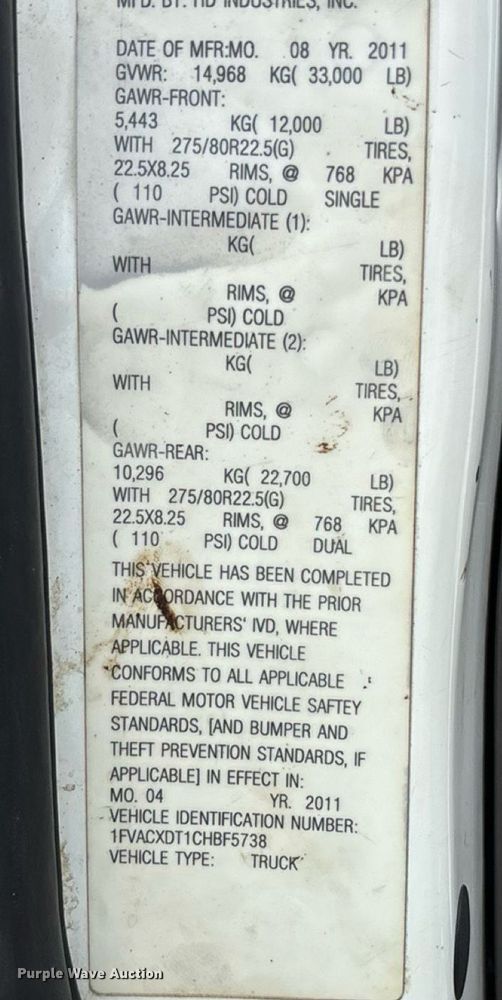 MFD. BY: HD INDUSTRIES, INC.
DATE OF MFR:MO. 08 YR. 2011
GVWR: 14,968 KG( 33,000 LB)
GAWR-FRONT:
5,443 KG( 12,000 LB)
WITH 275/80R22.5(G) TIRES,
22.5X8.25 RIMS, @ 768 KPA
( 110 PSI) COLD SINGLE
GAWR-INTERMEDIATE (1):
KG( LB)
WITH TIRES,
RIMS, @ KPA
( PSI) COLD
GAWR-INTERMEDIATE (2):
KG( LB)
WITH TIRES,
RIMS, @ KPA
( PSI) COLD
GAWR-REAR:
10,296 KG( 22,700 LB)
WITH 275/80R22.5(G) TIRES,
22.5X8.25 RIMS, @ 768 KPA
( 110 PSI) COLD DUAL
THIS VEHICLE HAS BEEN COMPLETED
IN ACCORDANCE WITH THE PRIOR
MANUFACTURERS' IVD, WHERE
APPLICABLE. THIS VEHICLE
CONFORMS TO ALL APPLICABLE
FEDERAL MOTOR VEHICLE SAFTEY
STANDARDS, [AND BUMPER AND
THEFT PREVENTION STANDARDS, IF
APPLICABLE] IN EFFECT IN:
MO. 04 YR. 2011
VEHICLE IDENTIFICATION NUMBER:
1FVACXDT1CHBF5738
VEHICLE TYPE: TRUCK
Purple Wave Auction